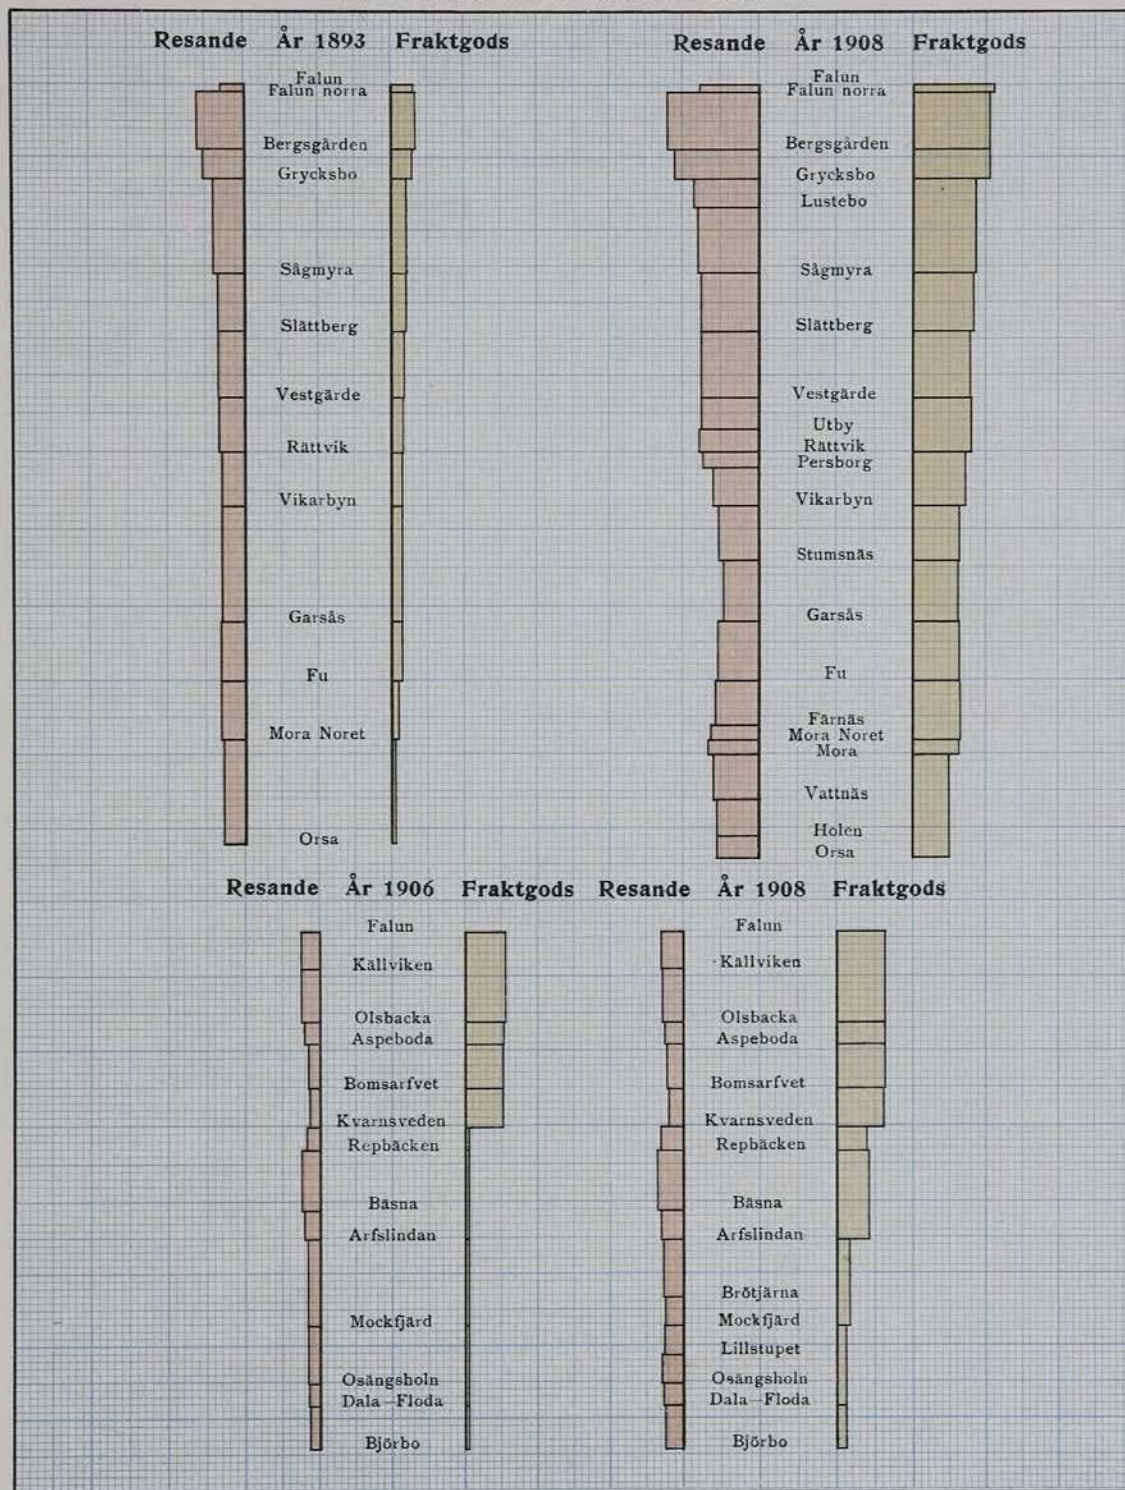 Resande År 1893 Fraktgods
Falun
Falun norra
Bergsgården
Grycksbo
Sågmyra
Slättberg
Vestgärde
Rättvik
Vikarbyn
Garsås
Fu
Mora Noret
Orsa
Resande År 1908 Fraktgods
Falun
Falun norra
Bergsgården
Grycksbo
Lustebo
Sågmyra
Slättberg
Vestgärde
Utby
Rättvik
Persborg
Vikarbyn
Stumsnäs
Garsås
Fu
Färnäs
Mora Noret
Mora
Vattnäs
Holen
Orsa
Resande År 1906 Fraktgods
Falun
Källviken
Olsbacka
Aspeboda
Bomsarfvet
Kvarnsveden
Repbäcken
Båsna
Arfslindan
Mockfjärd
Osängsholn
Dala-Floda
Björbo
Resande År 1908 Fraktgods
Falun
Källviken
Olsbacka
Aspeboda
Bomsarfvet
Kvarnsveden
Repbäcken
Båsna
Arfslindan
Brötjärna
Mockfjärd
Lillstupet
Osängsholn
Dala-Floda
Björbo